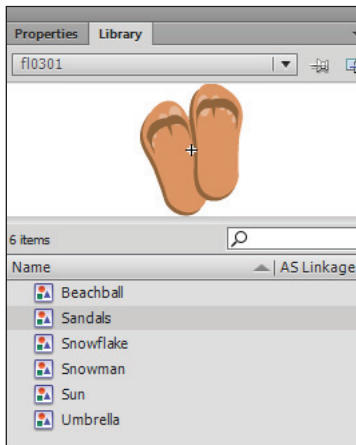 Properties Library
fl0301
6 items
Name AS Linkage
Beachball
Sandals
Snowflake
Snowman
Sun
Umbrella